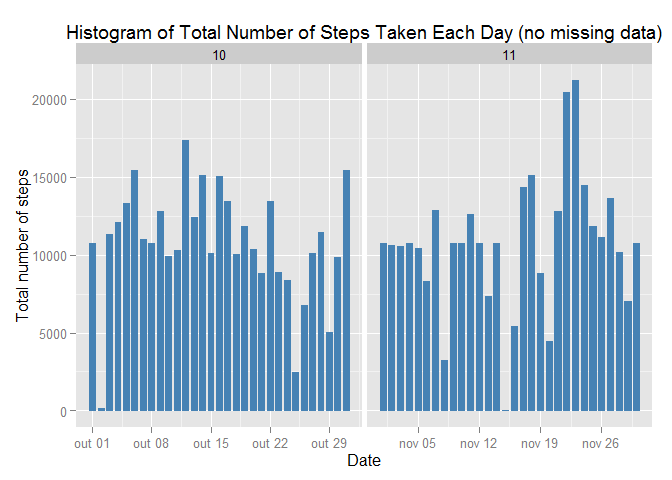 Histogram of Total Number of Steps Taken Each Day (no missing data)
10 11
Total number of steps
20000
15000
10000
5000
0
out 01 out 08 out 15 out 22 out 29 nov 05 nov 12 nov 19 nov 26
Date